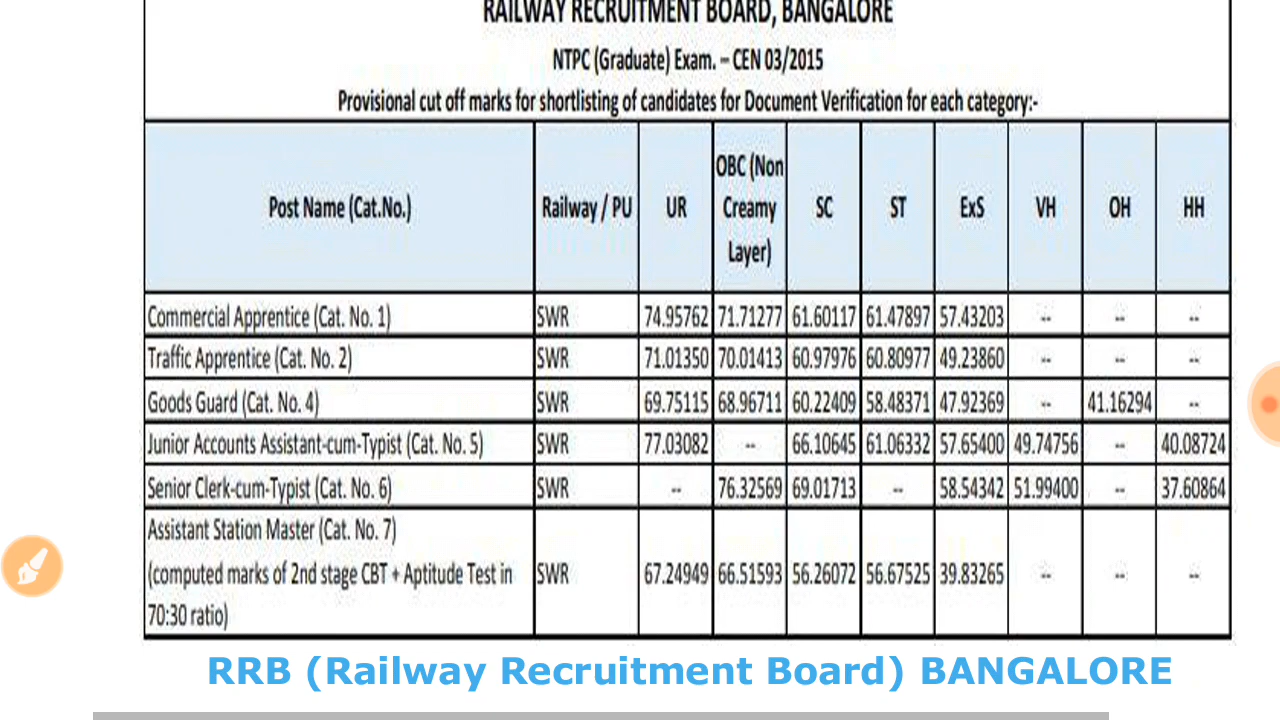 RAILWAY RECRUITMENT BOARD, BANGALORE
NTPC (Graduate) Exam. – CEN 03/2015
Provisional cut off marks for shortlisting of candidates for Document Verification for each category:-
Post Name (Cat.No.) Railway / PU UR OBC (Non Creamy Layer) SC ST ExS VH OH HH
Commercial Apprentice (Cat. No. 1) SWR 74.95762 71.71277 61.60117 61.47897 57.43203 -- -- --
Traffic Apprentice (Cat. No. 2) SWR 71.01350 70.01413 60.97976 60.80977 49.23860 -- -- --
Goods Guard (Cat. No. 4) SWR 69.75115 68.96711 60.22409 58.48371 47.92369 -- 41.16294 --
Junior Accounts Assistant-cum-Typist (Cat. No. 5) SWR 77.03082 -- 66.10645 61.06332 57.65400 49.74756 -- 40.08724
Senior Clerk-cum-Typist (Cat. No. 6) SWR -- 76.32569 69.01713 -- 58.54342 51.99400 -- 37.60864
Assistant Station Master (Cat. No. 7)
(computed marks of 2nd stage CBT + Aptitude Test in SWR 67.24949 66.51593 56.26072 56.67525 39.83265 -- -- --
70:30 ratio)
RRB (Railway Recruitment Board) BANGALORE